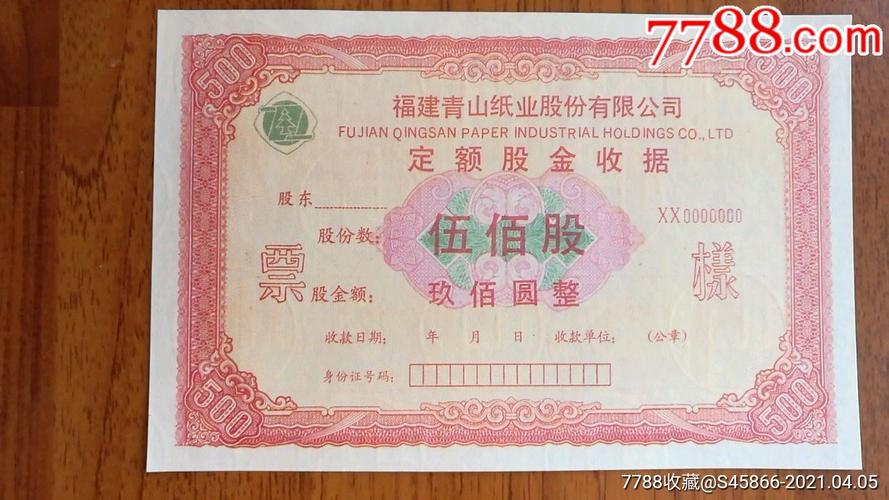 7788.com
500 500
福建青山纸业股份有限公司
FUJIAN QINGSAN PAPER INDUSTRIAL HOLDINGS CO.,LTD
定额股金收据
股东
XX0000000
股份数: 伍佰股
票 樣
股金额: 玖佰圆整
收款日期: 年 月 日 收款单位: (公章)
身份证号码:
500 500
7788收藏@S45866-2021.04.05